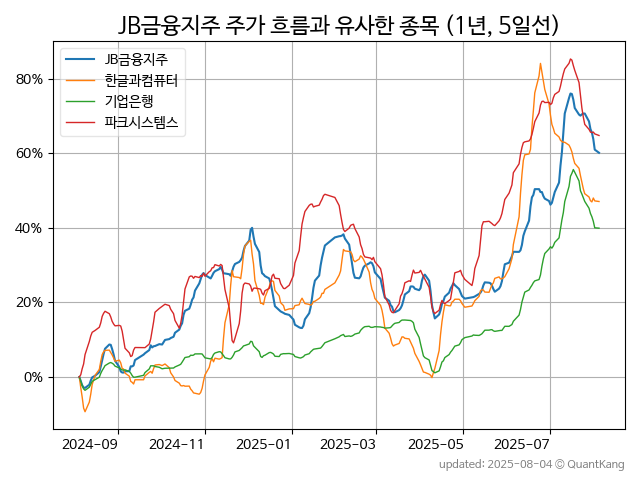 JB금융지주 주가 흐름과 유사한 종목 (1년, 5일선)
JB금융지주
한글과컴퓨터
기업은행
파크시스템스
80%
60%
40%
20%
0%
2024-09 2024-11 2025-01 2025-03 2025-05 2025-07
updated: 2025-08-04 © QuantKang